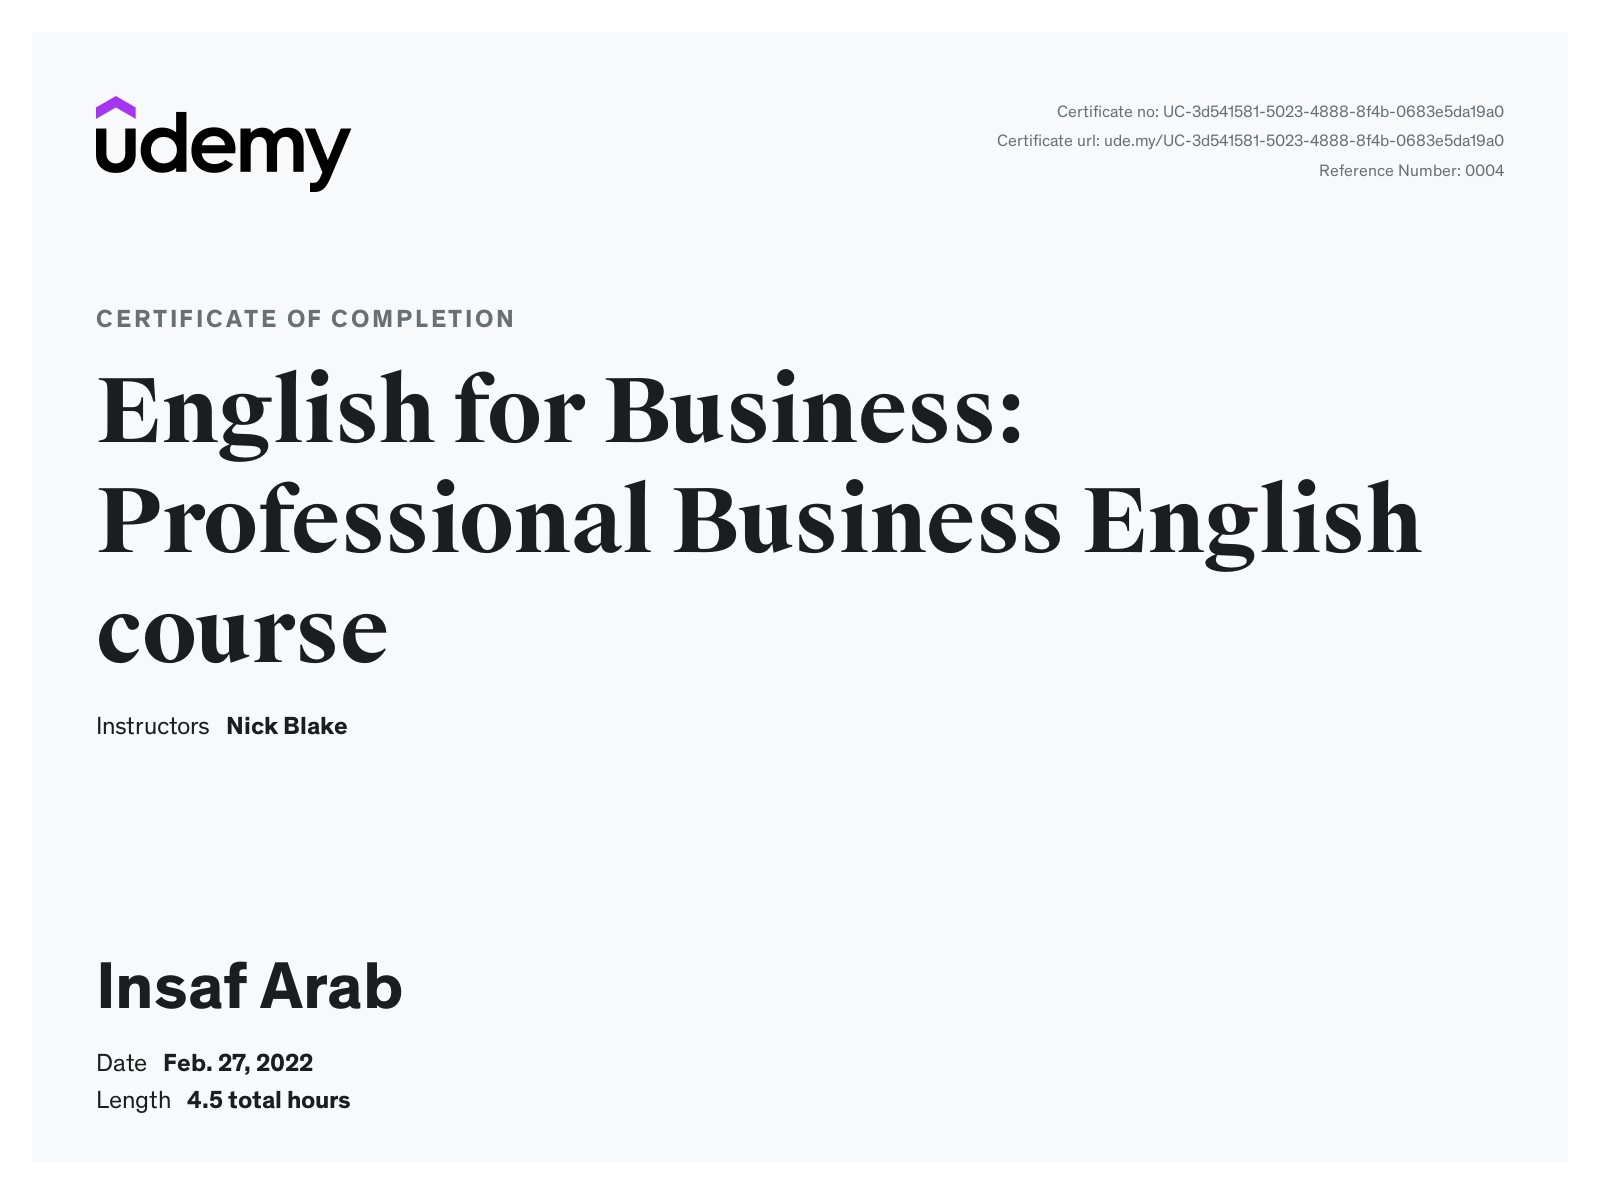 udemy
Certificate no: UC-3d541581-5023-4888-8f4b-0683e5da19a0
Certificate url: ude.my/UC-3d541581-5023-4888-8f4b-0683e5da19a0
Reference Number: 0004
CERTIFICATE OF COMPLETION
English for Business:
Professional Business English
course
Instructors Nick Blake
Insaf Arab
Date Feb. 27, 2022
Length 4.5 total hours